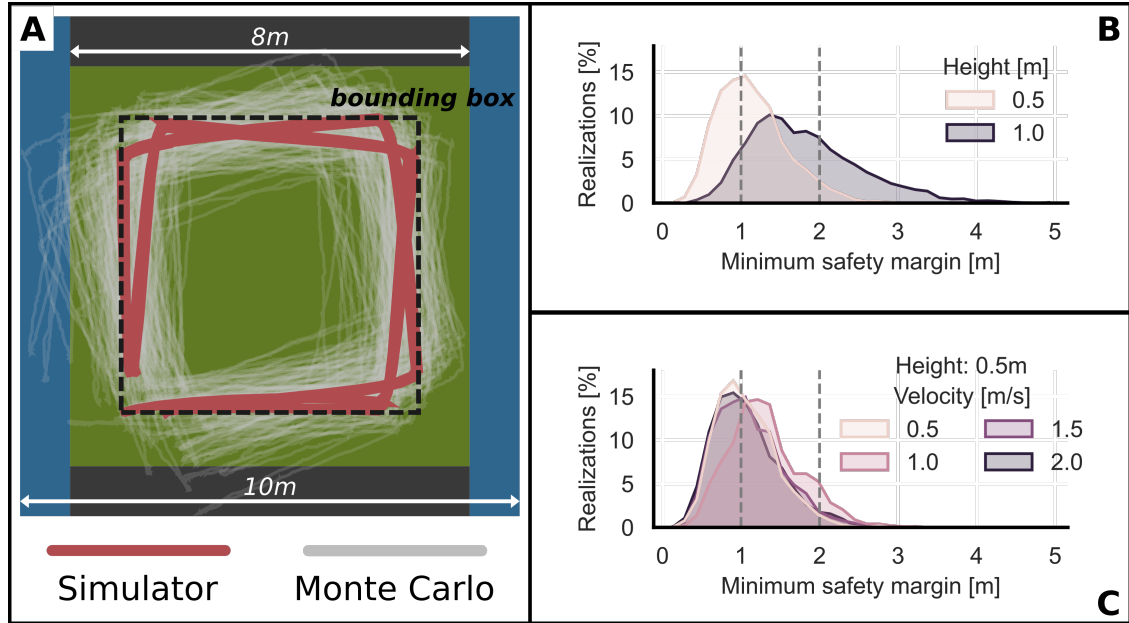 A
8m
bounding box
10m
Simulator
Monte Carlo
B
Realizations [%]
15
10
5
0
Height [m]
0.5
1.0
0 1 2 3 4 5
Minimum safety margin [m]
C
Realizations [%]
15
10
5
0
Height: 0.5m
Velocity [m/s]
0.5 1.5
1.0 2.0
0 1 2 3 4 5
Minimum safety margin [m]